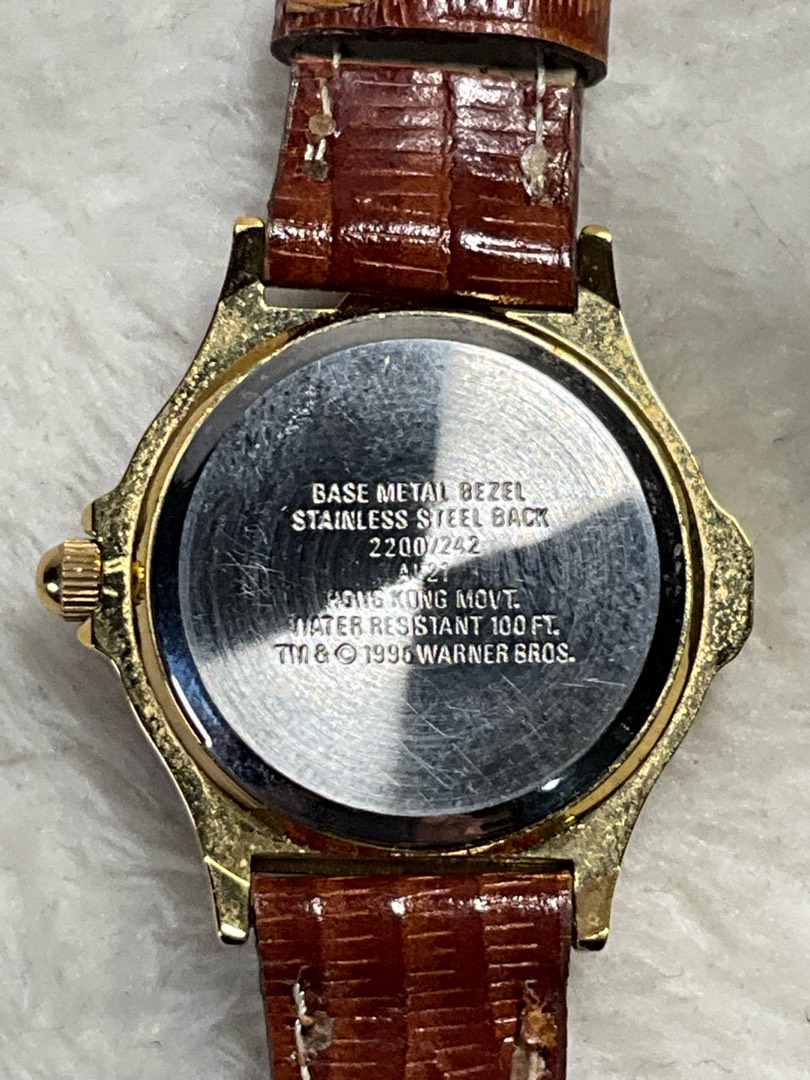 BASE METAL BEZEL
STAINLESS STEEL BACK
2200/242
HONG KONG MOVT.
WATER RESISTANT 100 FT.
TM & © 1996 WARNER BROS.